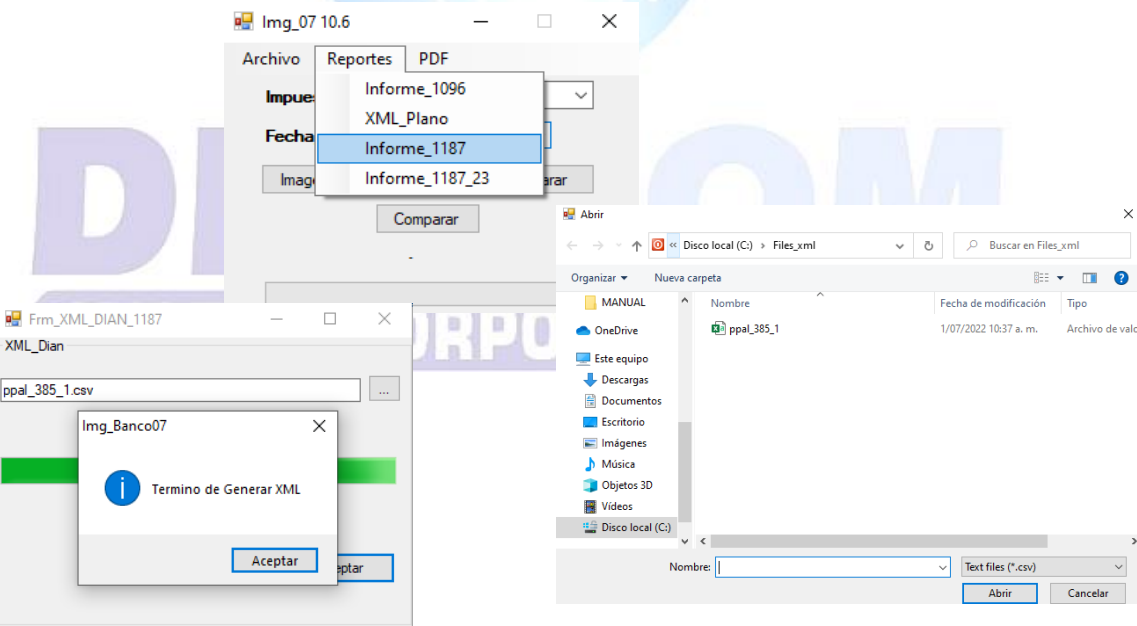 Img_07 10.6
Archivo Reportes PDF
Informe_1096
XML_Plano
Informe_1187
Informe_1187_23
Impue
Fecha
Imag
arar
Comparar
-
Abrir
« Disco local (C:) › Files_xml
Buscar en Files_xml
Organizar
Nueva carpeta
MANUAL
OneDrive
Este equipo
Descargas
Documentos
Escritorio
Imágenes
Música
Objetos 3D
Vídeos
Disco local (C:)
Nombre Fecha de modificación Tipo
ppal_385_1 1/07/2022 10:37 a. m. Archivo de valo
Nombre:
Text files (*.csv)
Abrir Cancelar
Frm_XML_DIAN_1187
XML_Dian
ppal_385_1.csv
...
Img_Banco07
Termino de Generar XML
Aceptar
eptar